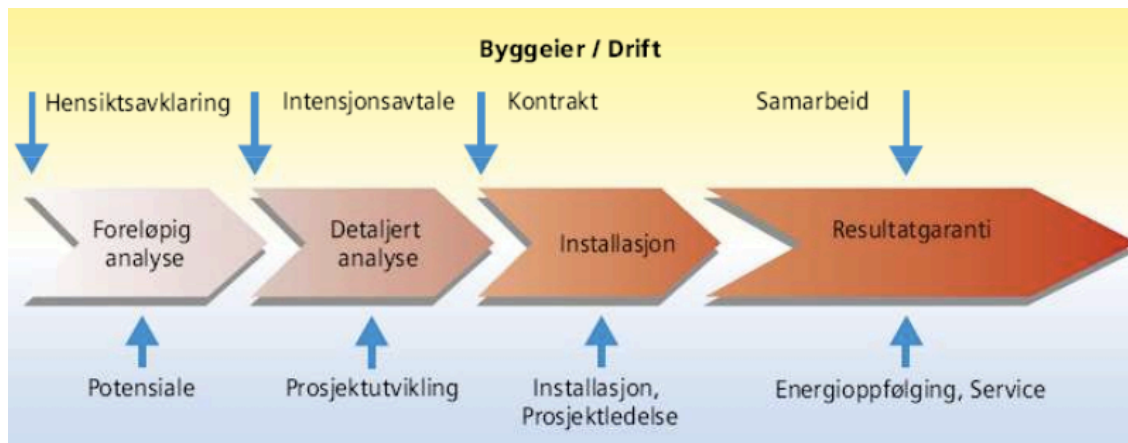 Byggeier / Drift
Hensiktsavklaring
Intensjonsavtale
Kontrakt
Samarbeid
Foreløpig
analyse
Detaljert
analyse
Installasjon
Resultatgaranti
Potensiale
Prosjektutvikling
Installasjon,
Prosjektledelse
Energioppfølging, Service